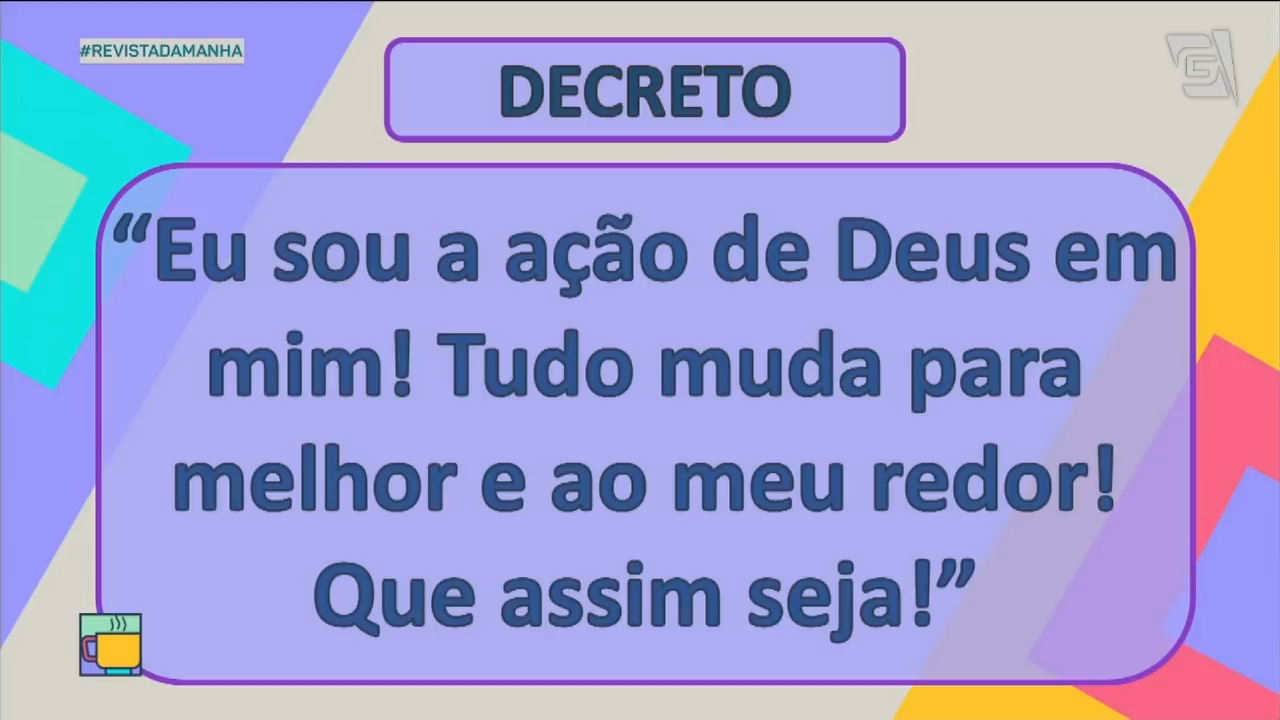 #REVISTADAMANHA
DECRETO
“Eu sou a ação de Deus em
mim! Tudo muda para
melhor e ao meu redor!
Que assim seja!”